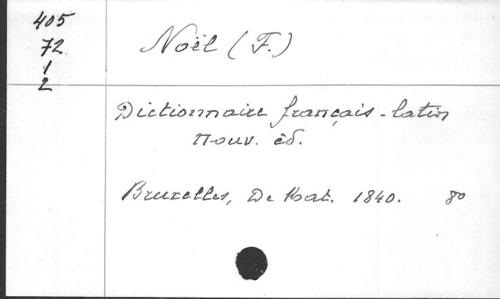 405
72
1
2
Noël (F.)
Dictionnaire français-latin
nouv. éd.
Bruxelles, De Mat. 1840. 8o